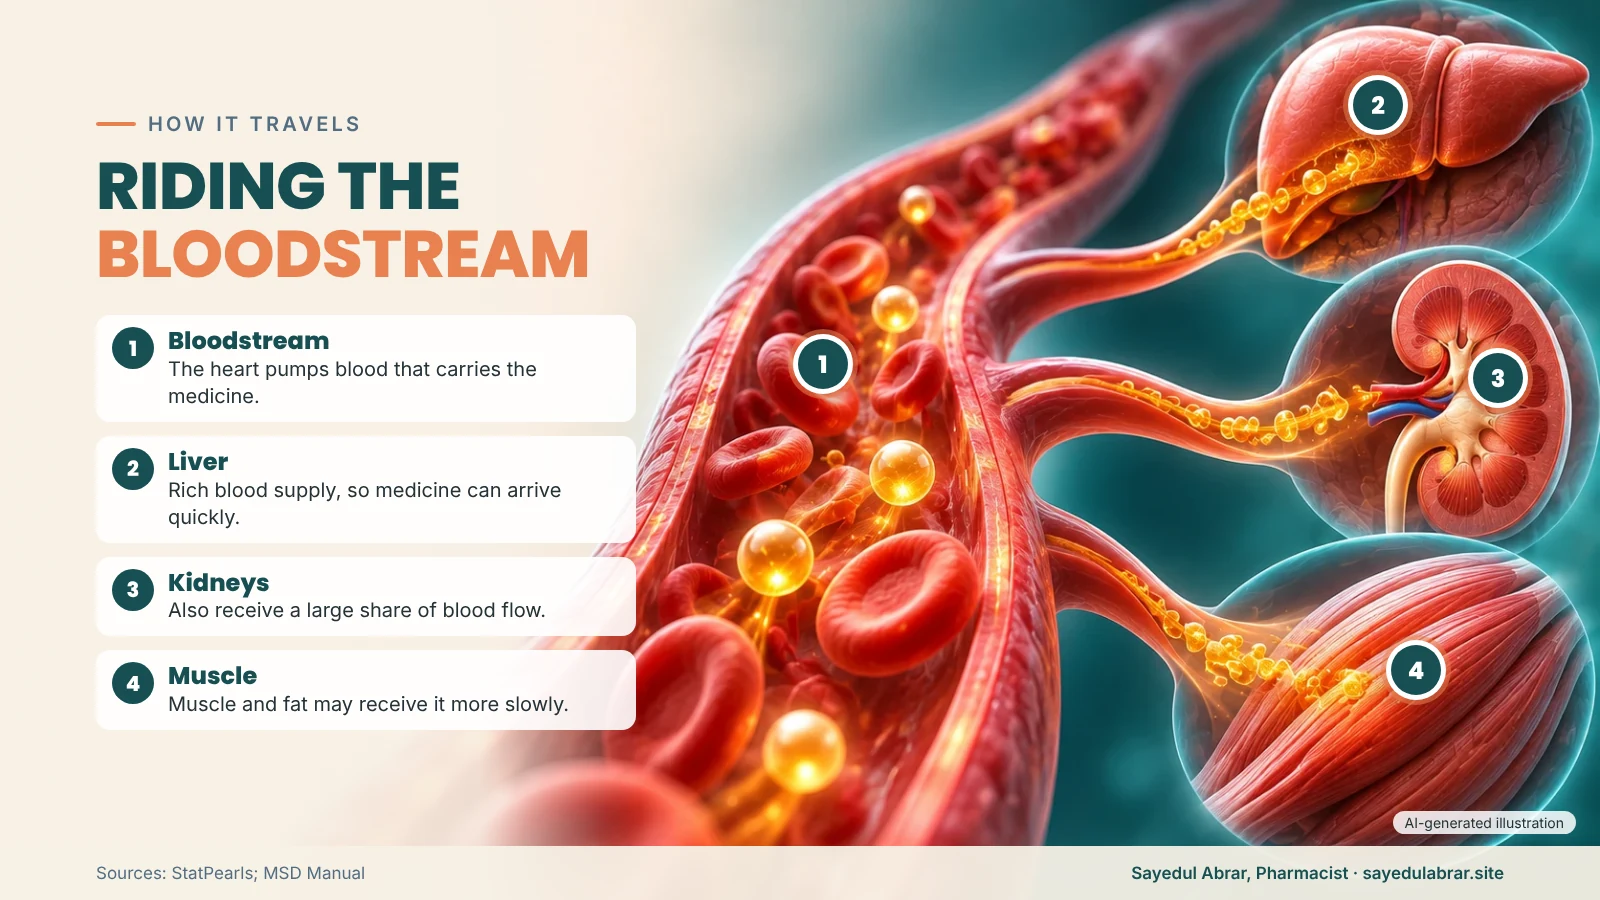 HOW IT TRAVELS
RIDING THE
BLOODSTREAM
1 Bloodstream
The heart pumps blood that carries the
medicine.
2 Liver
Rich blood supply, so medicine can arrive
quickly.
3 Kidneys
Also receive a large share of blood flow.
4 Muscle
Muscle and fat may receive it more slowly.
1
2
3
4
AI-generated illustration
Sources: StatPearls; MSD Manual
Sayedul Abrar, Pharmacist · sayedulabrar.site